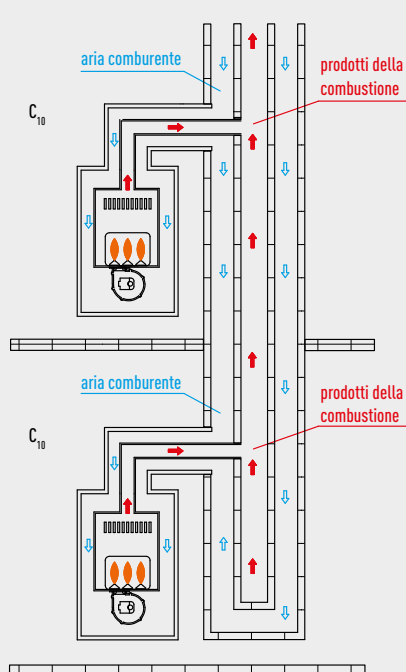 aria comburente
prodotti della
combustione
C₁₀
aria comburente
prodotti della
combustione
C₁₀